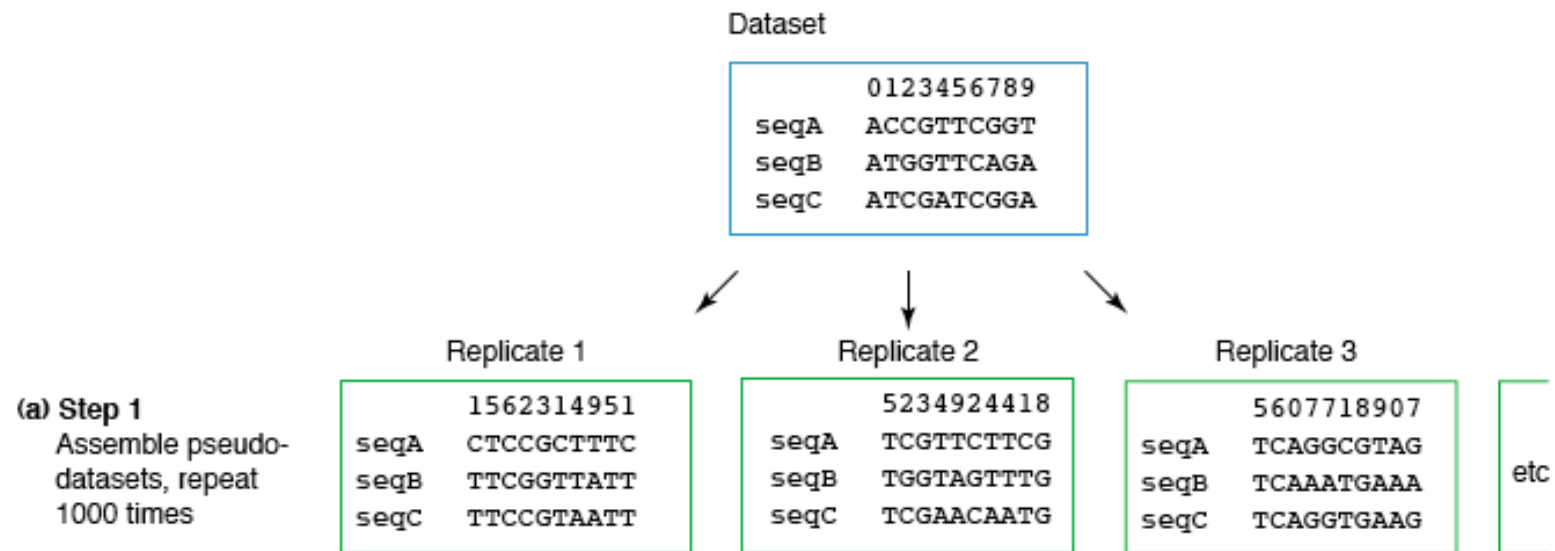 Dataset
0123456789
seqA ACCGTTCGGT
seqB ATGGTTCAGA
seqC ATCGATCGGA
Replicate 1
Replicate 2
Replicate 3
(a) Step 1
Assemble pseudo-
datasets, repeat
1000 times
1562314951
seqA CTCCGCTTTC
seqB TTCGGTTATT
seqC TTCCGTAATT
5234924418
seqA TCGTTCTTCG
seqB TGGTAGTTTG
seqC TCGAACAATG
5607718907
seqA TCAGGCGTAG
seqB TCAAATGAAA
seqC TCAGGTGAAG
etc